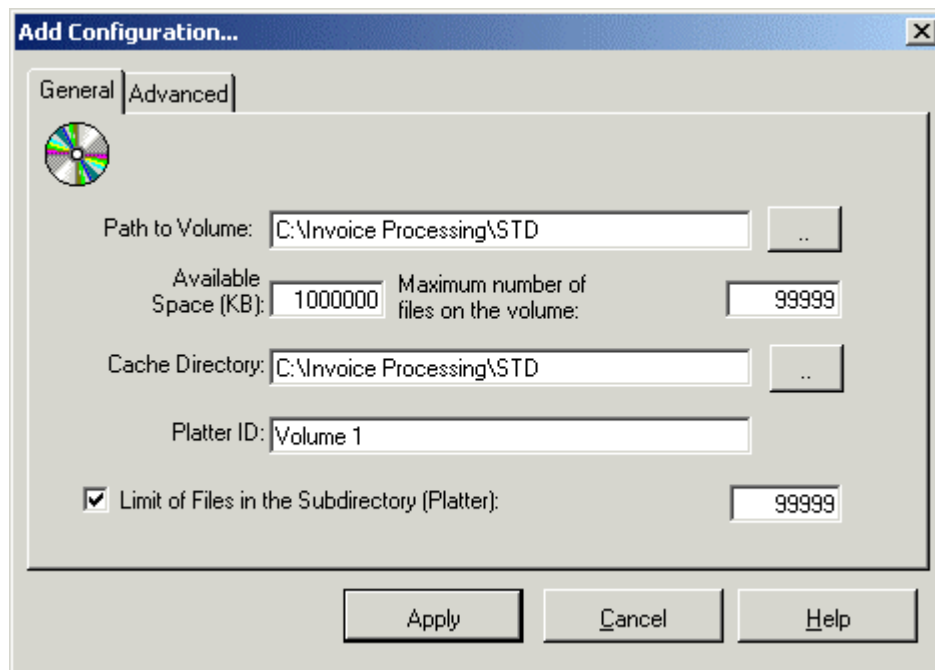 Add Configuration...
General Advanced
Path to Volume: C:\Invoice Processing\STD ..
Available Space (KB): 1000000 Maximum number of files on the volume: 99999
Cache Directory: C:\Invoice Processing\STD ..
Platter ID: Volume 1
Limit of Files in the Subdirectory (Platter): 99999
Apply Cancel Help